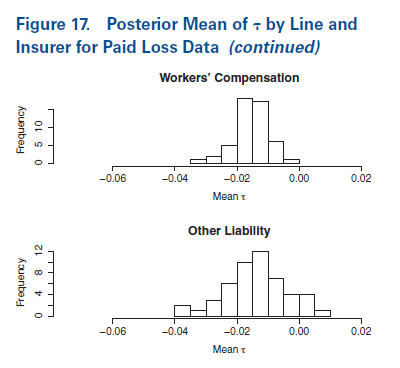 Figure 17. Posterior Mean of τ by Line and
Insurer for Paid Loss Data (continued)
Workers' Compensation
Frequency
0 5 10
−0.06 −0.04 −0.02 0.00 0.02
Mean τ
Other Liability
Frequency
0 4 8 12
−0.06 −0.04 −0.02 0.00 0.02
Mean τ